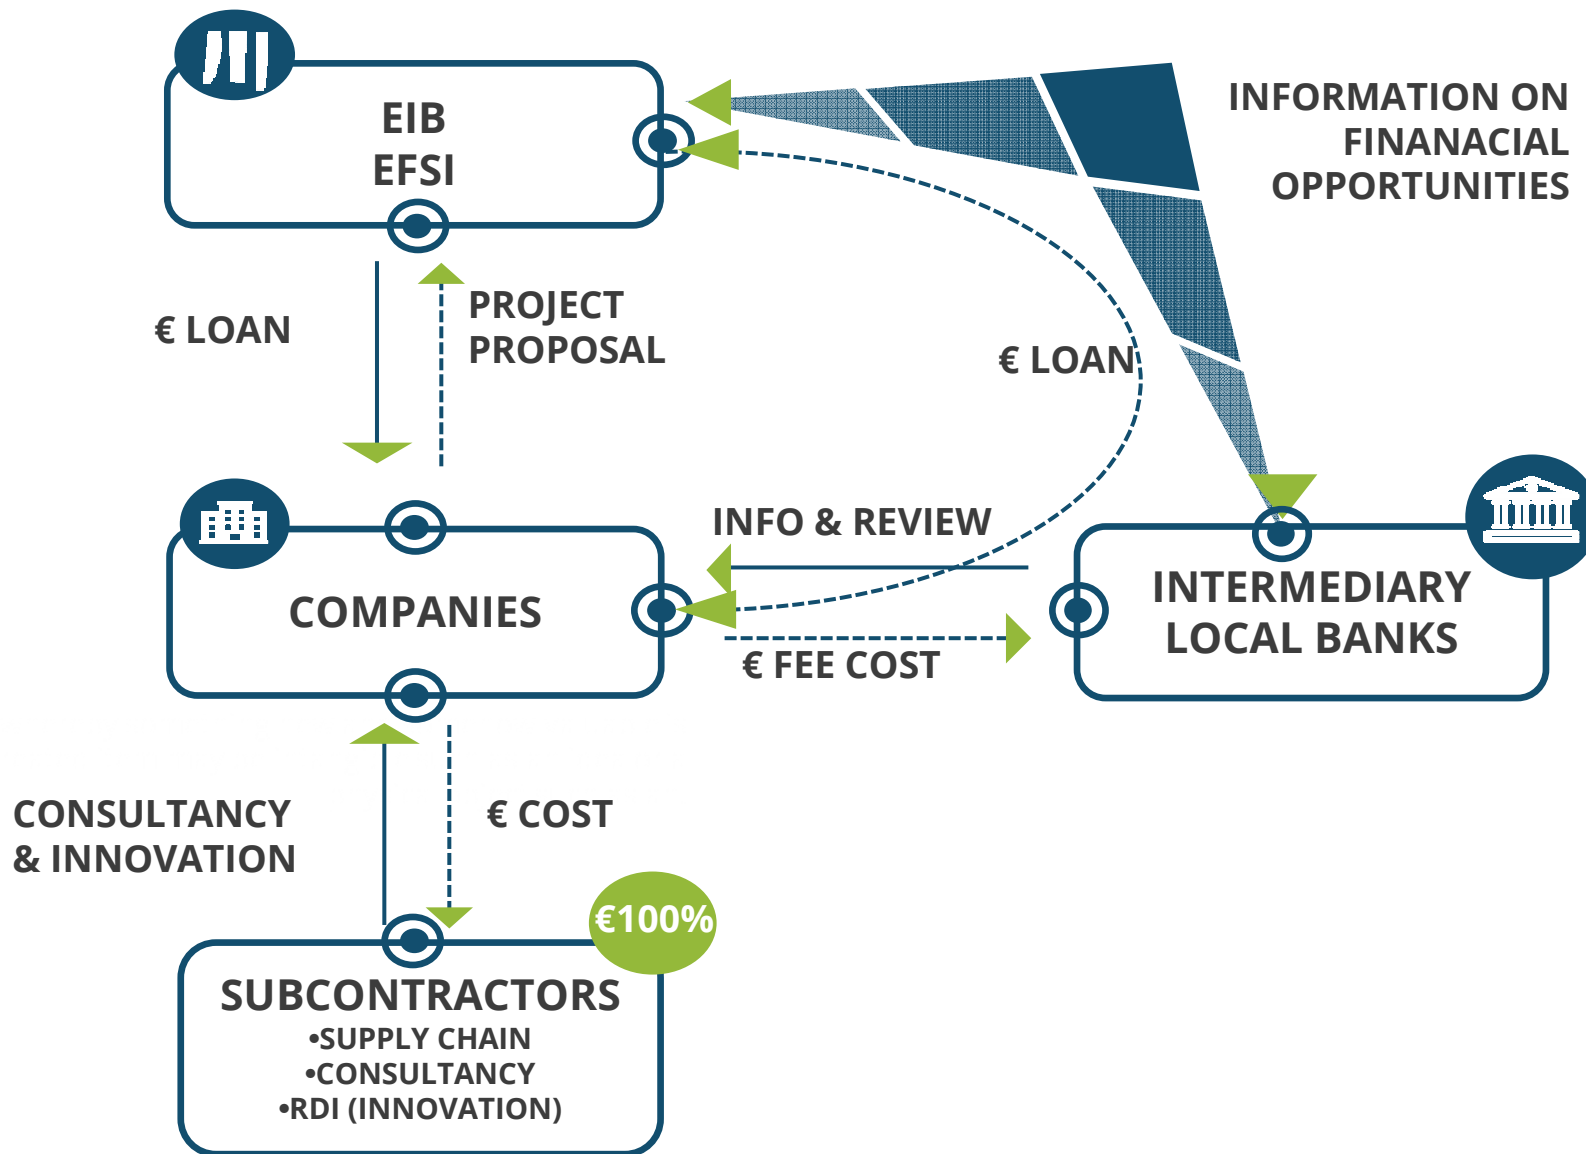 EIB
EFSI
INFORMATION ON
FINANACIAL
OPPORTUNITIES
€ LOAN
PROJECT
PROPOSAL
€ LOAN
INFO & REVIEW
COMPANIES
INTERMEDIARY
LOCAL BANKS
€ FEE COST
CONSULTANCY
& INNOVATION
€ COST
€100%
SUBCONTRACTORS
•SUPPLY CHAIN
•CONSULTANCY
•RDI (INNOVATION)